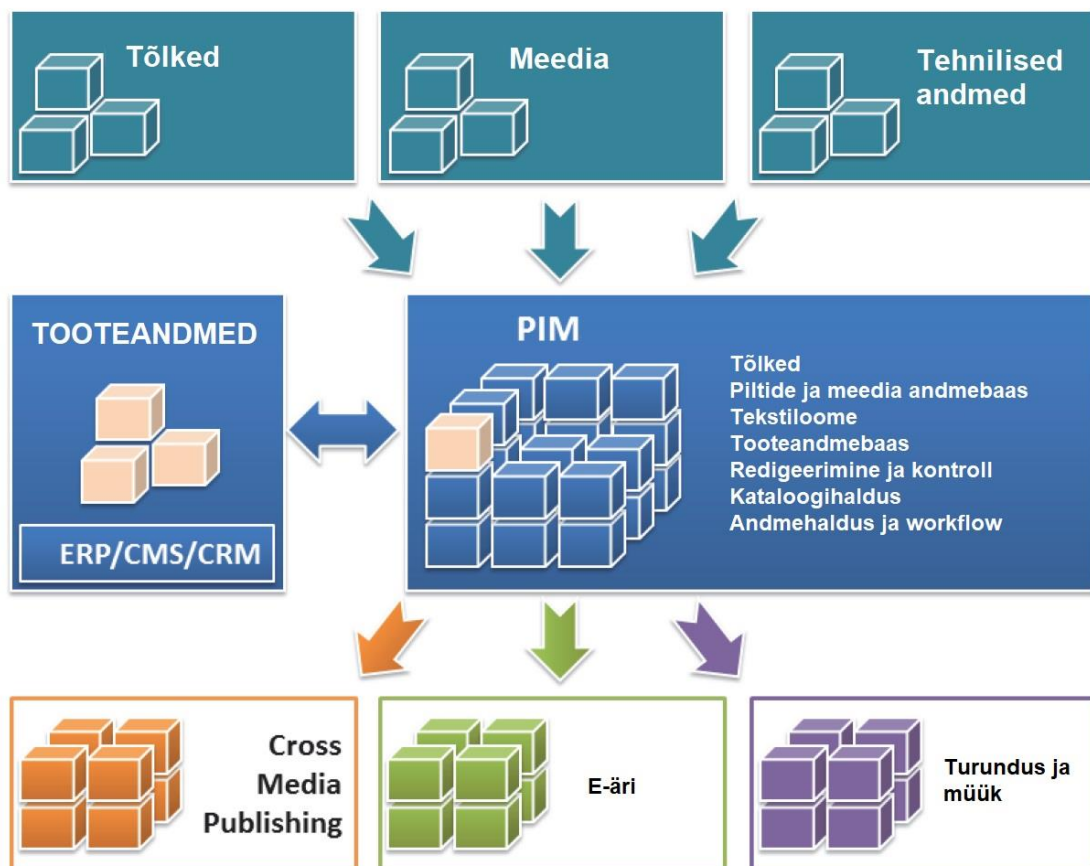 Tõlked
Meedia
Tehnilised
andmed
TOOTEANDMED
ERP/CMS/CRM
PIM
Tõlked
Piltide ja meedia andmebaas
Tekstiloome
Tooteandmebaas
Redigeerimine ja kontroll
Kataloogihaldus
Andmehaldus ja workflow
Cross
Media
Publishing
E-äri
Turundus ja
müük